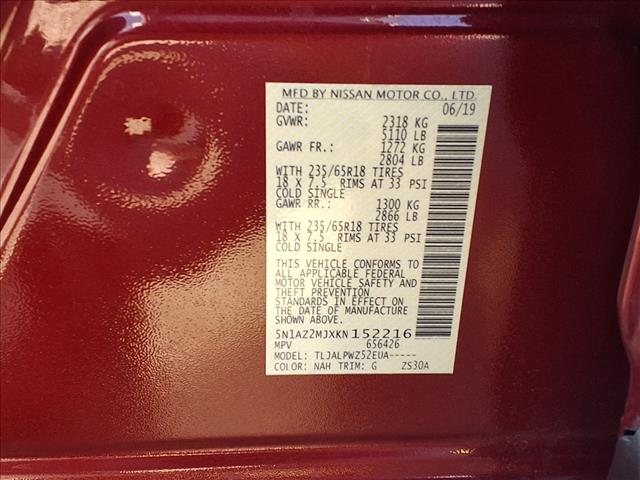 MFD BY NISSAN MOTOR CO., LTD.
DATE: 06/19
GVWR: 2318 KG
5110 LB
GAWR FR.: 1272 KG
2804 LB
WITH 235/65R18 TIRES
18 X 7.5 RIMS AT 33 PSI
COLD SINGLE
GAWR RR.: 1300 KG
2866 LB
WITH 235/65R18 TIRES
18 X 7.5 RIMS AT 33 PSI
COLD SINGLE
THIS VEHICLE CONFORMS TO
ALL APPLICABLE FEDERAL
MOTOR VEHICLE SAFETY AND
THEFT PREVENTION
STANDARDS IN EFFECT ON
THE DATE OF MANUFACTURE
SHOWN ABOVE.
5N1AZ2MJXKN152216
MPV 656426
MODEL: TLJALPWZ52EUA-----
COLOR: NAH TRIM: G ZS30A